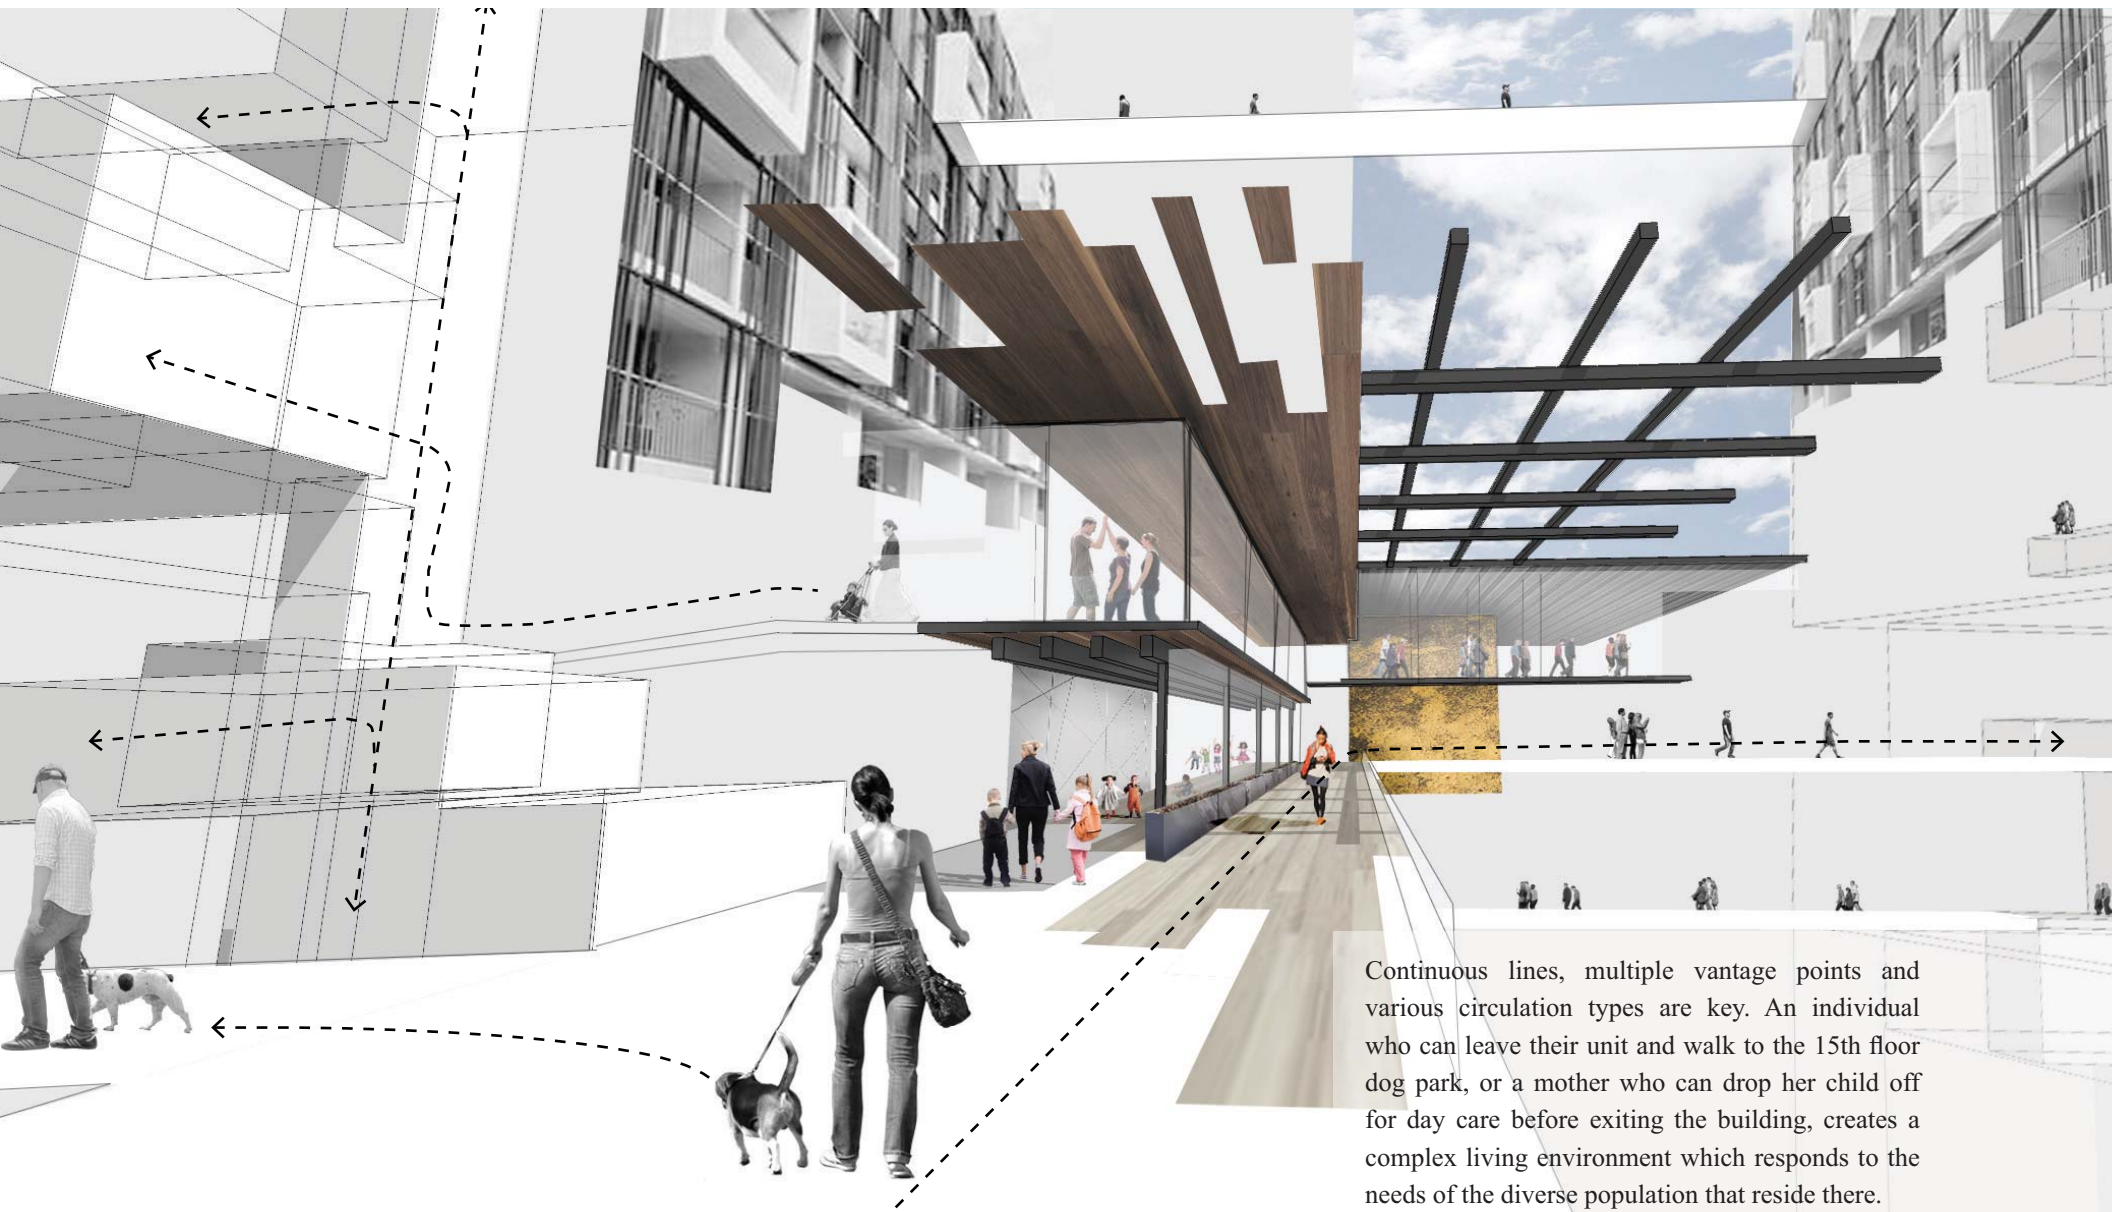 Continuous lines, multiple vantage points and
various circulation types are key. An individual
who can leave their unit and walk to the 15th floor
dog park, or a mother who can drop her child off
for day care before exiting the building, creates a
complex living environment which responds to the
needs of the diverse population that reside there.